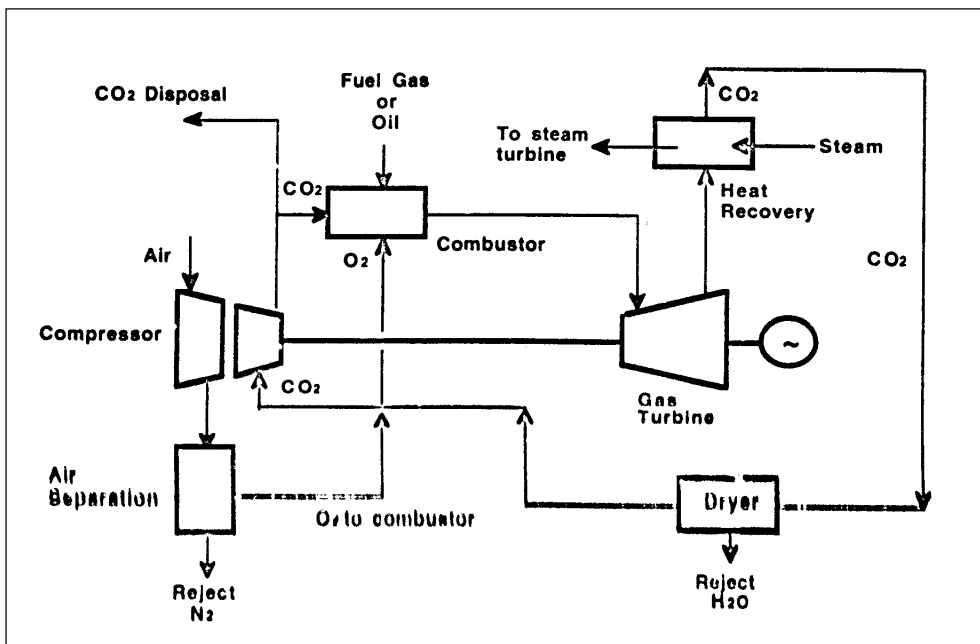 CO2 Disposal
Fuel Gas
or
Oil
CO2
To steam
turbine
Steam
Heat
Recovery
CO2
Combustor
O2
Air
CO2
Compressor
~
CO2
Gas
Turbine
Air
Separation
O2 to combustor
Dryer
Reject
N2
Reject
H2O